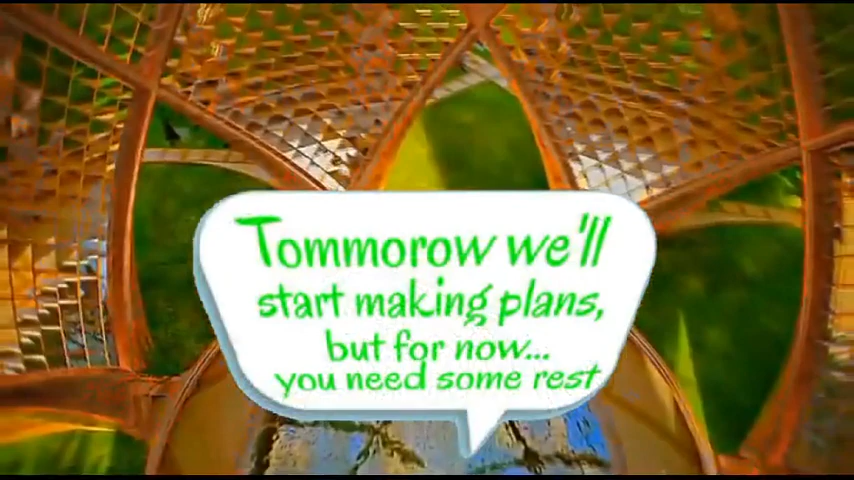 Tommorow we'll
start making plans,
but for now...
you need some rest